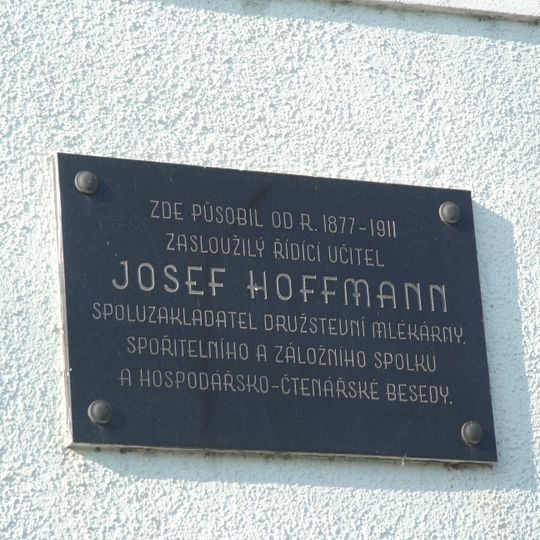 ZDE PŮSOBIL OD R. 1877-1911
ZASLOUŽILÝ ŘÍDÍCÍ UČITEL
JOSEF HOFFMANN
SPOLUZAKLADATEL DRUŽSTEVNÍ MLÉKÁRNY,
SPOŘITELNÍHO A ZÁLOŽNÍHO SPOLKU
A HOSPODÁŘSKO-ČTENÁŘSKÉ BESEDY.